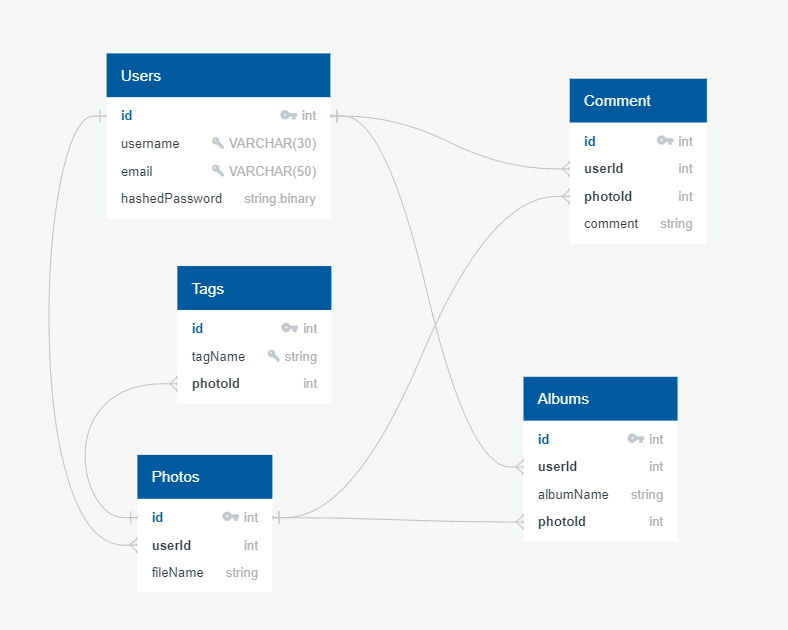 Users
id int
username VARCHAR(30)
email VARCHAR(50)
hashedPassword string.binary
Comment
id int
userId int
photoId int
comment string
Tags
id int
tagName string
photoId int
Albums
id int
userId int
albumName string
photoId int
Photos
id int
userId int
fileName string